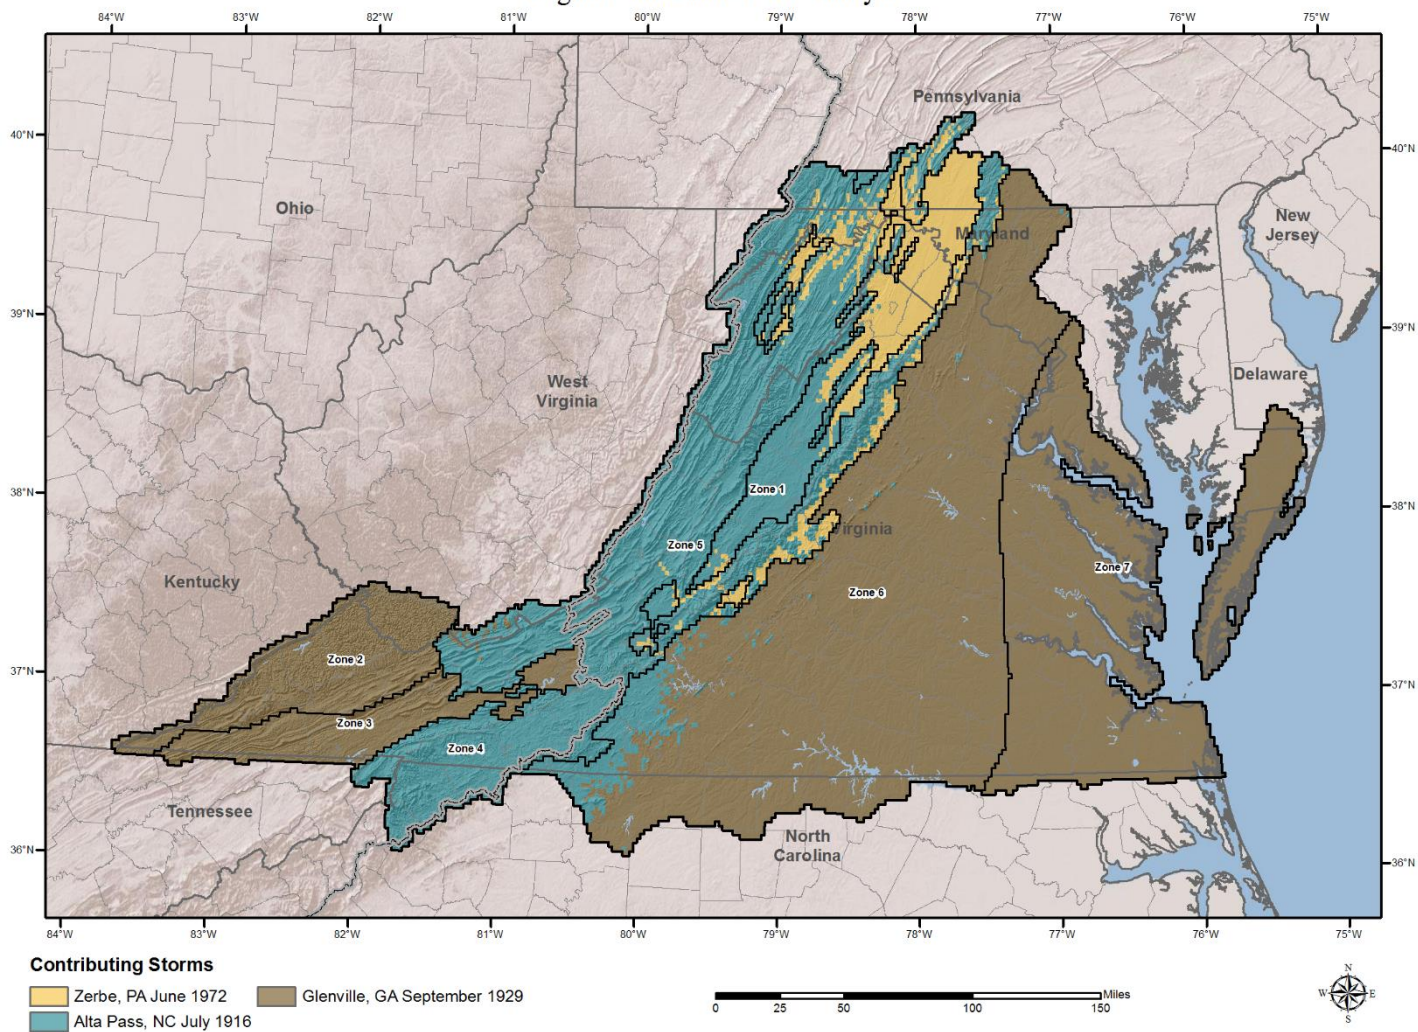 84°W 83°W 82°W 81°W 80°W 79°W 78°W 77°W 76°W 75°W
Pennsylvania
40°N 40°N
Ohio
New
Jersey
Maryland
39°N 39°N
West
Virginia
Delaware
38°N 38°N
Zone 1
Virginia
Zone 5
Kentucky
Zone 7
Zone 6
Zone 2
37°N 37°N
Zone 3
Zone 4
Tennessee
North
Carolina
36°N 36°N
84°W 83°W 82°W 81°W 80°W 79°W 78°W 77°W 76°W 75°W
Contributing Storms
Zerbe, PA June 1972 Glenville, GA September 1929
Alta Pass, NC July 1916
Miles
0 25 50 100 150
N
W E
S